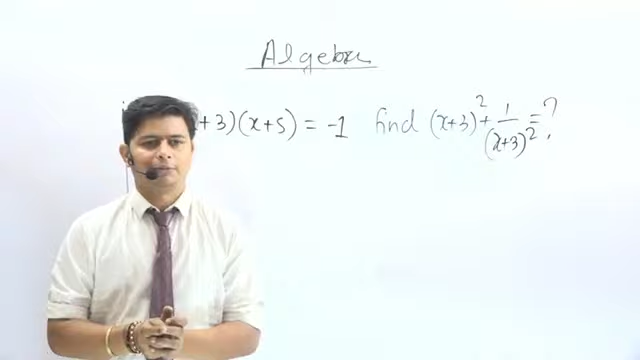 Algebra
+3)(x+5) = -1 find (x+3)² + 1/(x+3)² = ?